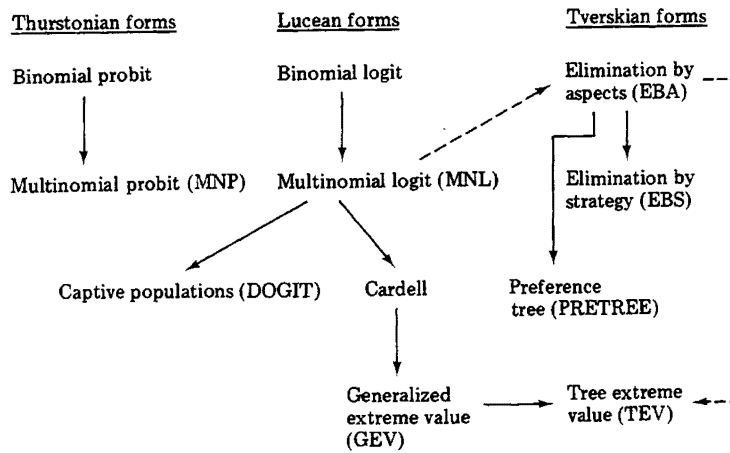 Thurstonian forms
Lucean forms
Tverskian forms
Binomial probit
Binomial logit
Elimination by
aspects (EBA)
Multinomial probit (MNP)
Multinomial logit (MNL)
Elimination by
strategy (EBS)
Captive populations (DOGIT)
Cardell
Preference
tree (PRETREE)
Generalized
extreme value
(GEV)
Tree extreme
value (TEV)